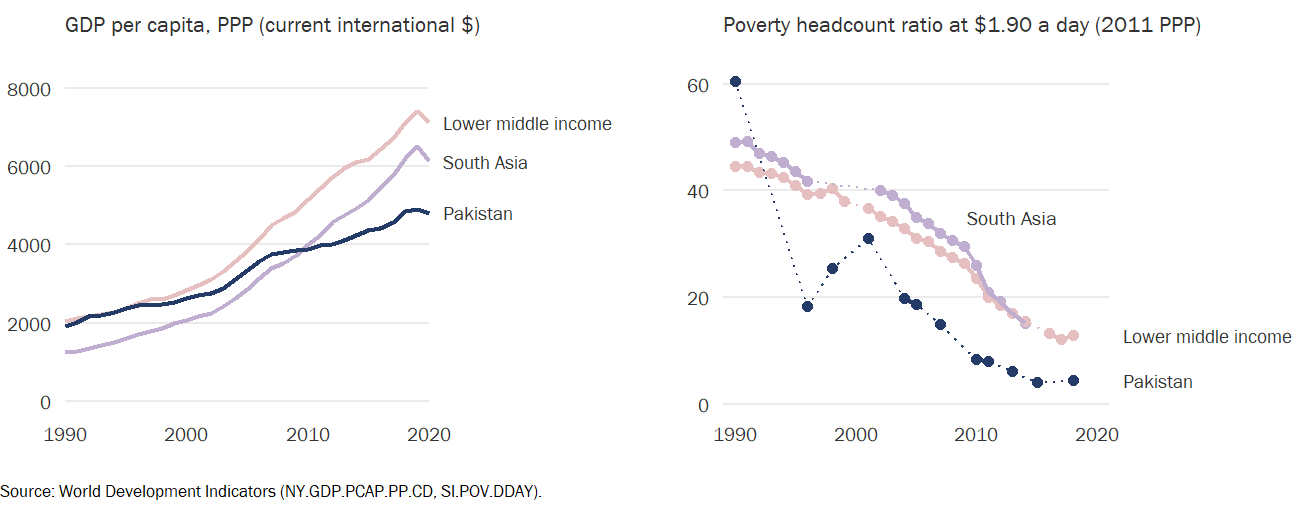 GDP per capita, PPP (current international $)
8000
6000
4000
2000
0
1990 2000 2010 2020
Lower middle income
South Asia
Pakistan
Poverty headcount ratio at $1.90 a day (2011 PPP)
60
40
20
0
1990 2000 2010 2020
South Asia
Lower middle income
Pakistan
Source: World Development Indicators (NY.GDP.PCAP.PP.CD, SI.POV.DDAY).